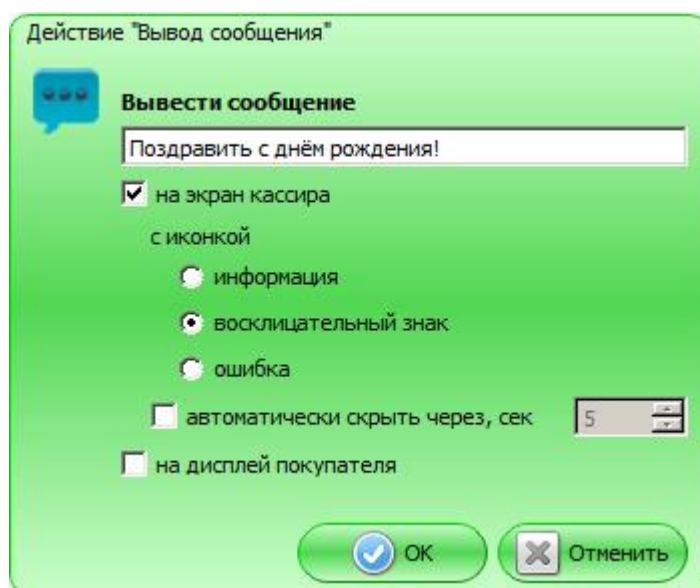 Действие "Вывод сообщения"
Вывести сообщение
Поздравить с днём рождения!
на экран кассира
с иконкой
информация
восклицательный знак
ошибка
автоматически скрыть через, сек 5
на дисплей покупателя
ОК Отменить